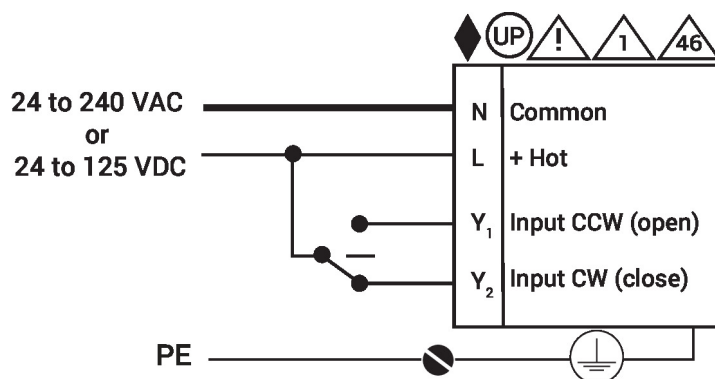 UP ! 1 46
24 to 240 VAC
or
24 to 125 VDC
N Common
L + Hot
Y1 Input CCW (open)
Y2 Input CW (close)
PE